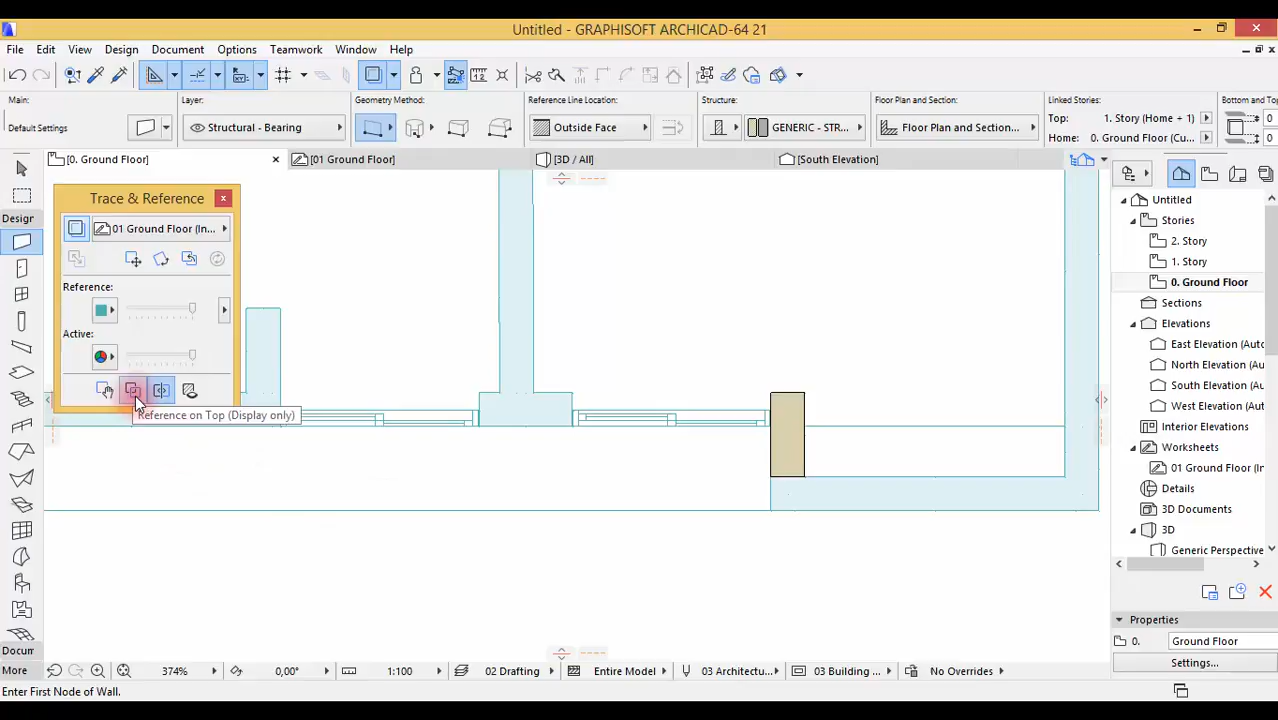 Untitled - GRAPHISOFT ARCHICAD-64 21
File Edit View Design Document Options Teamwork Window Help
Main:
Default Settings
Layer:
Structural - Bearing
Geometry Method:
Reference Line Location:
Outside Face
Structure:
GENERIC - STR...
Floor Plan and Section:
Floor Plan and Section...
Linked Stories:
Top: 1. Story (Home + 1)
Home: 0. Ground Floor (Cu...
Bottom and To
[0. Ground Floor]
[01 Ground Floor]
[3D / All]
[South Elevation]
Design
Trace & Reference
01 Ground Floor (In...
Reference:
Active:
Reference on Top (Display only)
Untitled
Stories
2. Story
1. Story
0. Ground Floor
Sections
Elevations
East Elevation (Auto
North Elevation (Aut
South Elevation (Aut
West Elevation (Auto
Interior Elevations
Worksheets
01 Ground Floor (In
Details
3D Documents
3D
Generic Perspective
Properties
0. Ground Floor
Settings...
Docum
More
374% 0,00° 1:100 02 Drafting Entire Model 03 Architectu... 03 Building ... No Overrides
Enter First Node of Wall.